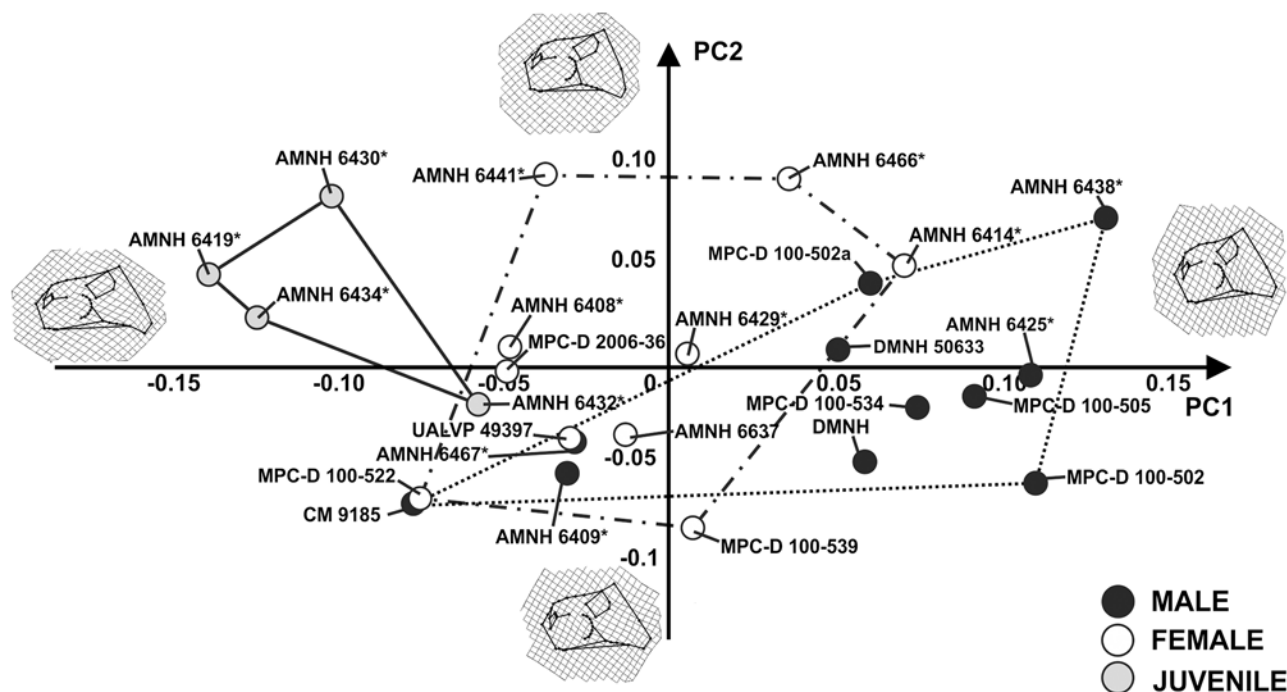 PC2
AMNH 6430*
0.10
AMNH 6441*
AMNH 6466*
AMNH 6438*
AMNH 6419*
AMNH 6414*
MPC-D 100-502a
0.05
AMNH 6434*
AMNH 6408*
AMNH 6429*
AMNH 6425*
MPC-D 2006-36
DMNH 50633
-0.15
-0.10
-0.05
0
0.05
0.10
0.15
PC1
AMNH 6432*
MPC-D 100-534
MPC-D 100-505
UALVP 49397
AMNH 6637
DMNH
AMNH 6467*
-0.05
MPC-D 100-522
MPC-D 100-502
CM 9185
AMNH 6409*
MPC-D 100-539
-0.1
MALE
FEMALE
JUVENILE